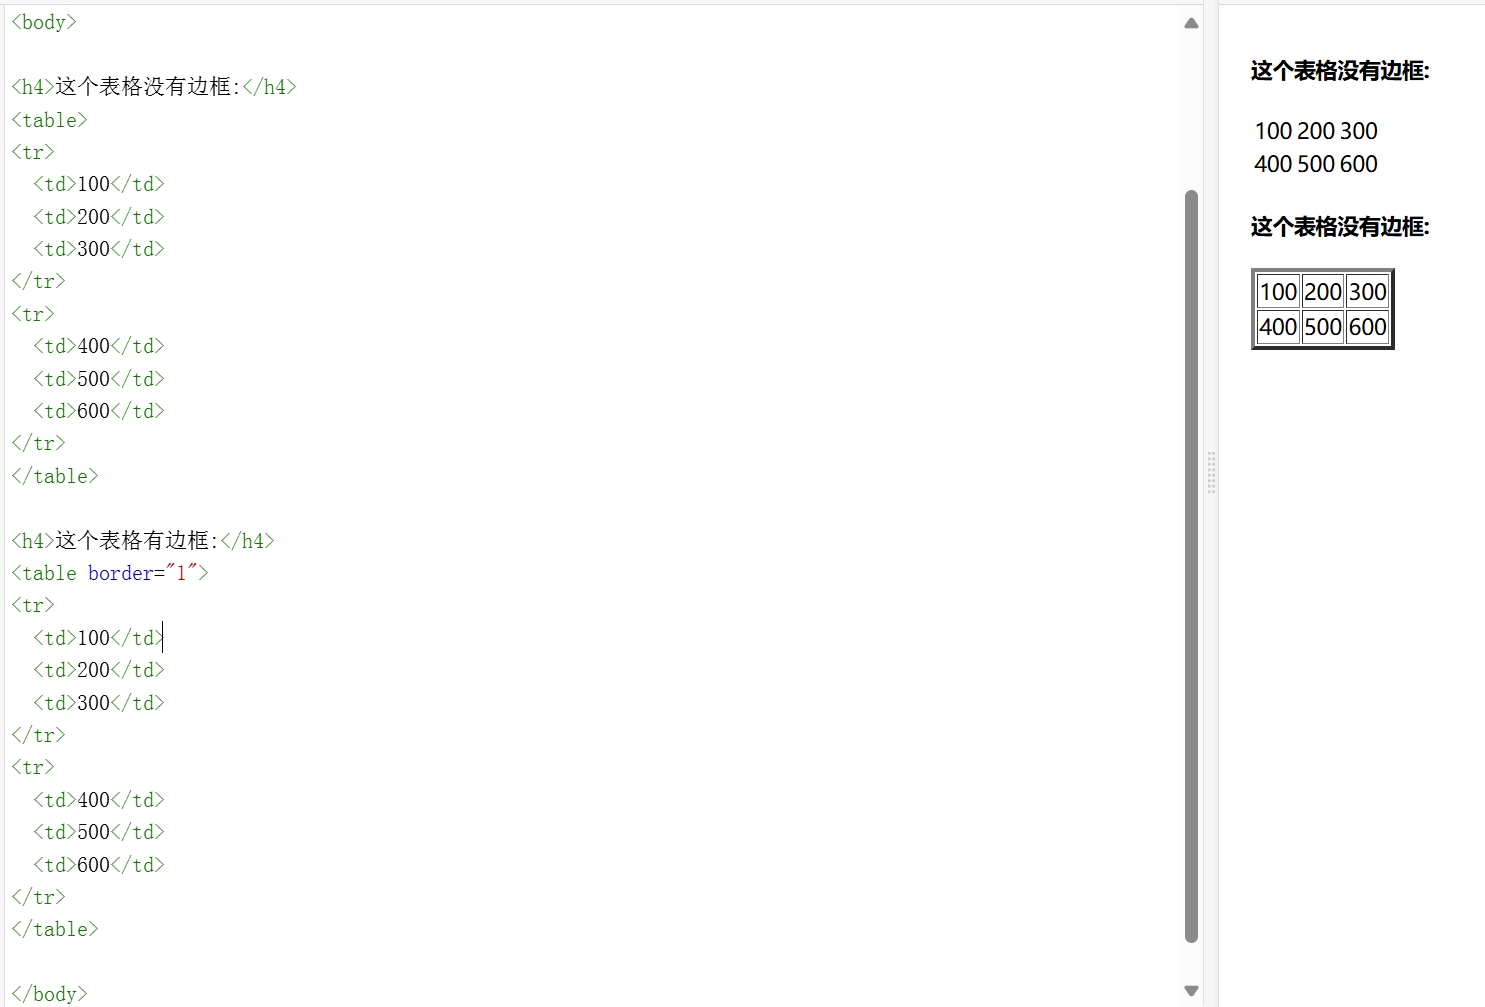 <body>
<h4>这个表格没有边框:</h4>
<table>
<tr>
<td>100</td>
<td>200</td>
<td>300</td>
</tr>
<tr>
<td>400</td>
<td>500</td>
<td>600</td>
</tr>
</table>
<h4>这个表格有边框:</h4>
<table border="1">
<tr>
<td>100</td>
<td>200</td>
<td>300</td>
</tr>
<tr>
<td>400</td>
<td>500</td>
<td>600</td>
</tr>
</table>
</body>
这个表格没有边框:
100 200 300
400 500 600
这个表格没有边框:
100 200 300
400 500 600